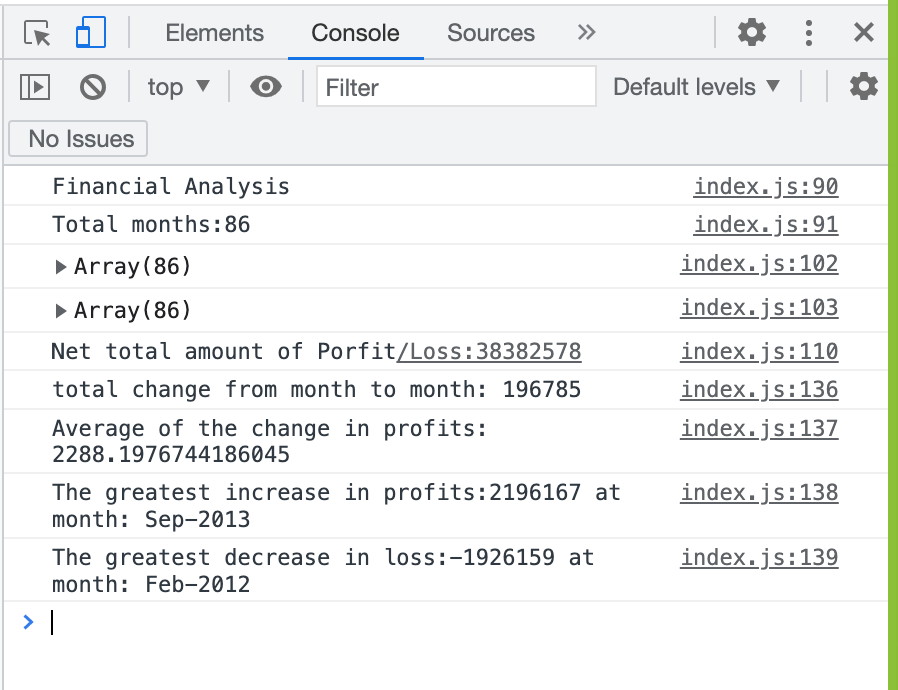 Elements Console Sources »
top ▼ Filter Default levels ▼
No Issues
Financial Analysis index.js:90
Total months:86 index.js:91
▶ Array(86) index.js:102
▶ Array(86) index.js:103
Net total amount of Porfit/Loss:38382578 index.js:110
total change from month to month: 196785 index.js:136
Average of the change in profits: index.js:137
2288.1976744186045
The greatest increase in profits:2196167 at index.js:138
month: Sep-2013
The greatest decrease in loss:-1926159 at index.js:139
month: Feb-2012
>